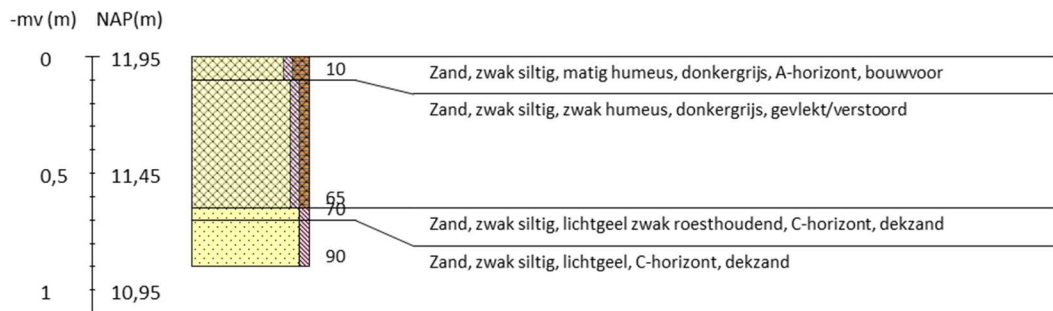 -mv (m) NAP(m)
0 11,95
10 Zand, zwak siltig, matig humeus, donkergrijs, A-horizont, bouwvoor
Zand, zwak siltig, zwak humeus, donkergrijs, gevlekt/verstoord
0,5 11,45
65
70 Zand, zwak siltig, lichtgeel zwak roesthoudend, C-horizont, dekzand
90 Zand, zwak siltig, lichtgeel, C-horizont, dekzand
1 10,95